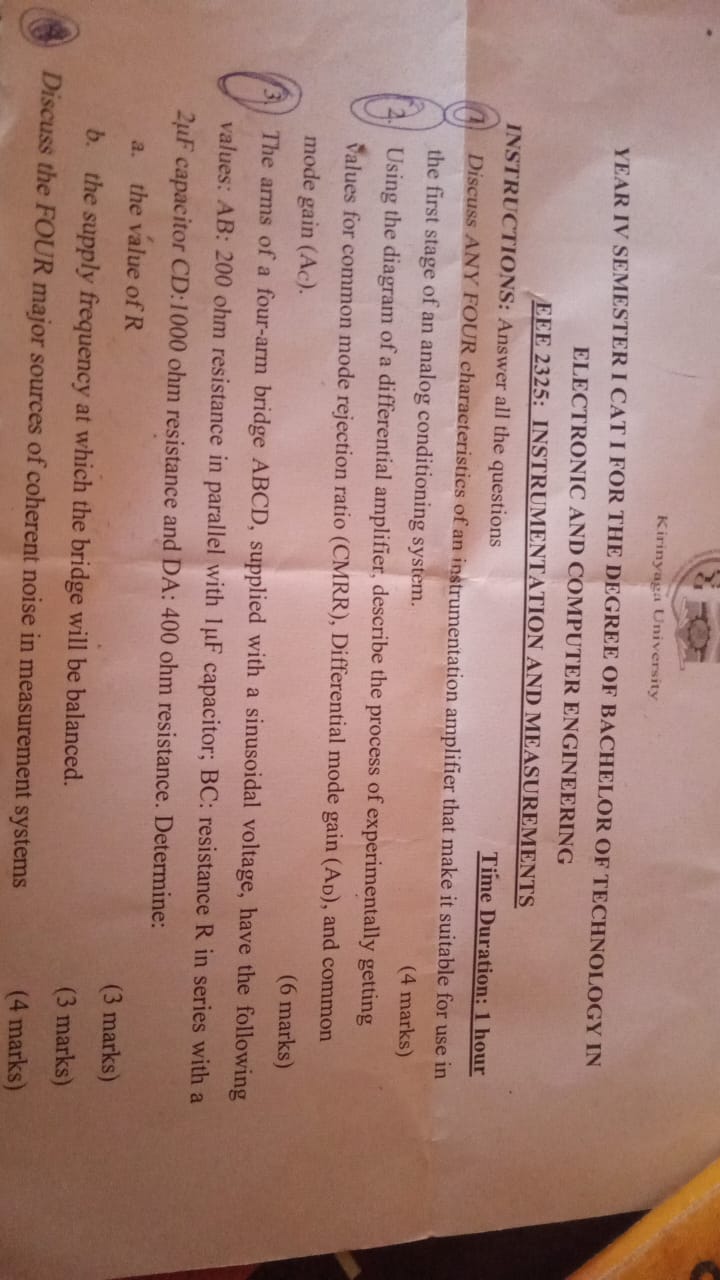 Kirinyaga University
YEAR IV SEMESTER I CAT I FOR THE DEGREE OF BACHELOR OF TECHNOLOGY IN
ELECTRONIC AND COMPUTER ENGINEERING
EEE 2325: INSTRUMENTATION AND MEASUREMENTS
INSTRUCTIONS: Answer all the questions
Time Duration: 1 hour
1 Discuss ANY FOUR characteristics of an instrumentation amplifier that make it suitable for use in
the first stage of an analog conditioning system. (4 marks)
2. Using the diagram of a differential amplifier, describe the process of experimentally getting
values for common mode rejection ratio (CMRR), Differential mode gain (AD), and common
mode gain (AC). (6 marks)
3. The arms of a four-arm bridge ABCD, supplied with a sinusoidal voltage, have the following
values: AB: 200 ohm resistance in parallel with 1μF capacitor; BC: resistance R in series with a
2μF capacitor CD:1000 ohm resistance and DA: 400 ohm resistance. Determine:
a. the value of R (3 marks)
b. the supply frequency at which the bridge will be balanced. (3 marks)
Discuss the FOUR major sources of coherent noise in measurement systems (4 marks)